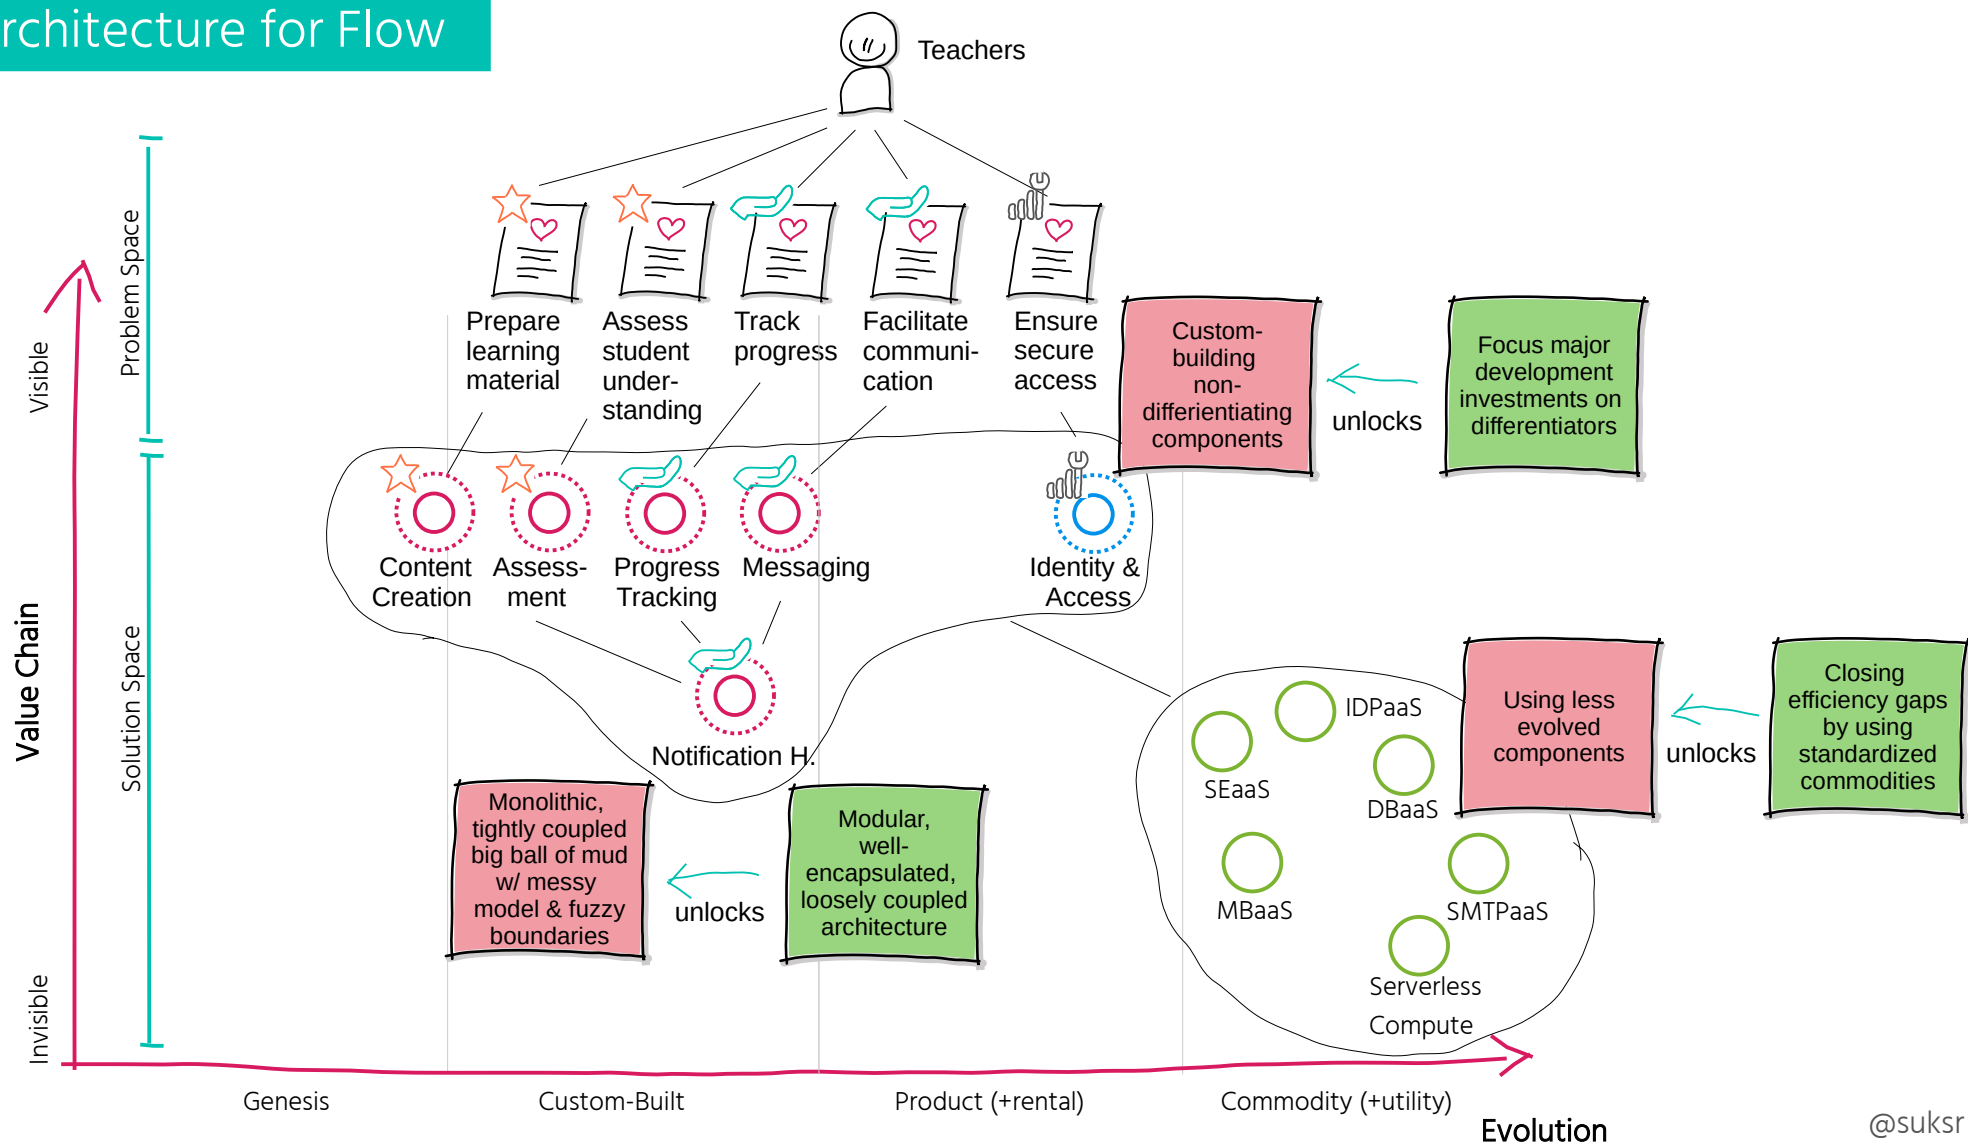 rchitecture for Flow
Teachers
Prepare
learning
material
Assess
student
under-
standing
Track
progress
Facilitate
communi-
cation
Ensure
secure
access
Custom-
building
non-
differientiating
components
unlocks
Focus major
development
investments on
differentiators
Content
Creation
Assess-
ment
Progress
Tracking
Messaging
Identity &
Access
Notification H.
Monolithic,
tightly coupled
big ball of mud
w/ messy
model & fuzzy
boundaries
unlocks
Modular,
well-
encapsulated,
loosely coupled
architecture
IDPaaS
SEaaS
DBaaS
MBaaS
SMTPaaS
Serverless
Compute
Using less
evolved
components
unlocks
Closing
efficiency gaps
by using
standardized
commodities
Value Chain
Visible
Invisible
Problem Space
Solution Space
Genesis
Custom-Built
Product (+rental)
Commodity (+utility)
Evolution
@suksr